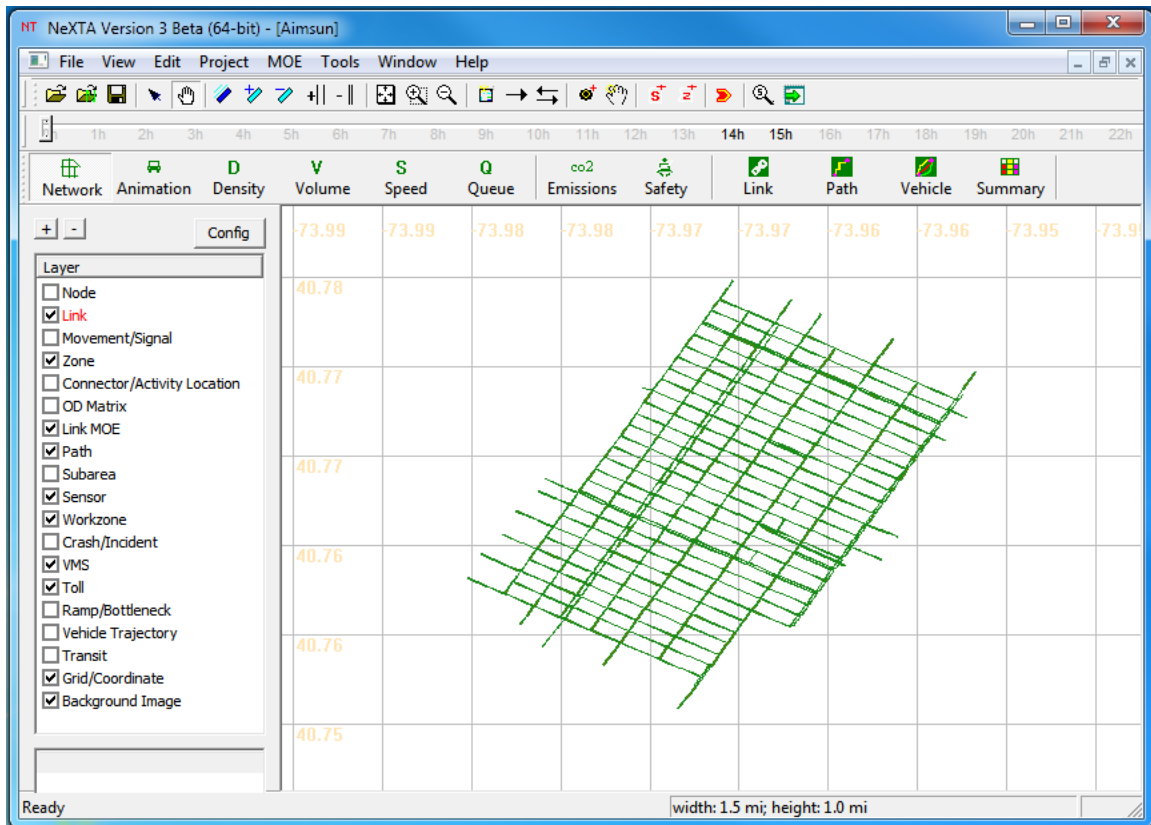 NT NeXTA Version 3 Beta (64-bit) - [Aimsun]
File View Edit Project MOE Tools Window Help
1h 2h 3h 4h 5h 6h 7h 8h 9h 10h 11h 12h 13h 14h 15h 16h 17h 18h 19h 20h 21h 22h
D V S Q co2
Network Animation Density Volume Speed Queue Emissions Safety Link Path Vehicle Summary
+ - Config
-73.99 -73.99 -73.98 -73.98 -73.97 -73.97 -73.96 -73.96 -73.95
Layer
Node
Link
Movement/Signal
Zone
Connector/Activity Location
OD Matrix
Link MOE
Path
Subarea
Sensor
Workzone
Crash/Incident
VMS
Toll
Ramp/Bottleneck
Vehicle Trajectory
Transit
Grid/Coordinate
Background Image
40.78
40.77
40.77
40.76
40.76
40.75
Ready
width: 1.5 mi; height: 1.0 mi